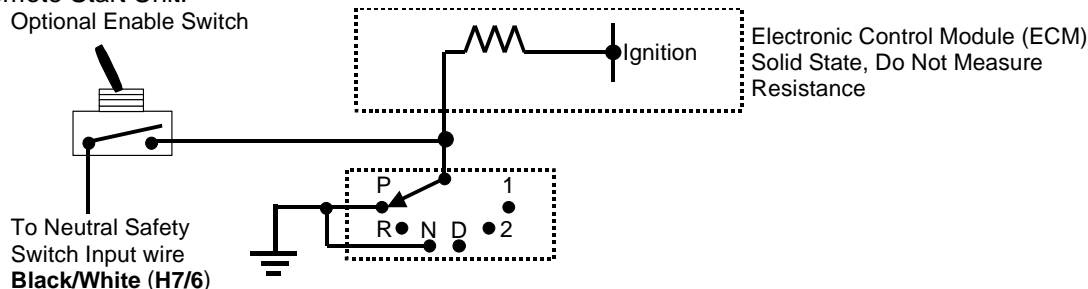 Optional Enable Switch
Ignition
Electronic Control Module (ECM)
Solid State, Do Not Measure
Resistance
P
1
R
N
D
2
To Neutral Safety
Switch Input wire
Black/White (H7/6)